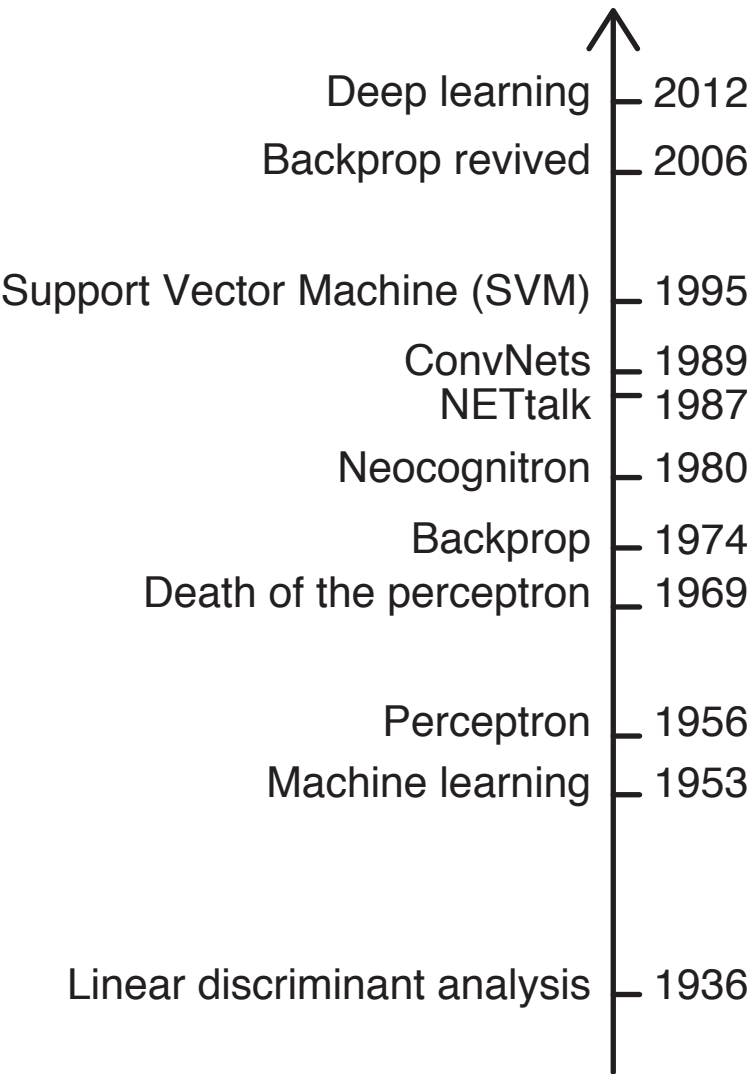 Deep learning 2012
Backprop revived 2006
Support Vector Machine (SVM) 1995
ConvNets 1989
NETtalk 1987
Neocognitron 1980
Backprop 1974
Death of the perceptron 1969
Perceptron 1956
Machine learning 1953
Linear discriminant analysis 1936